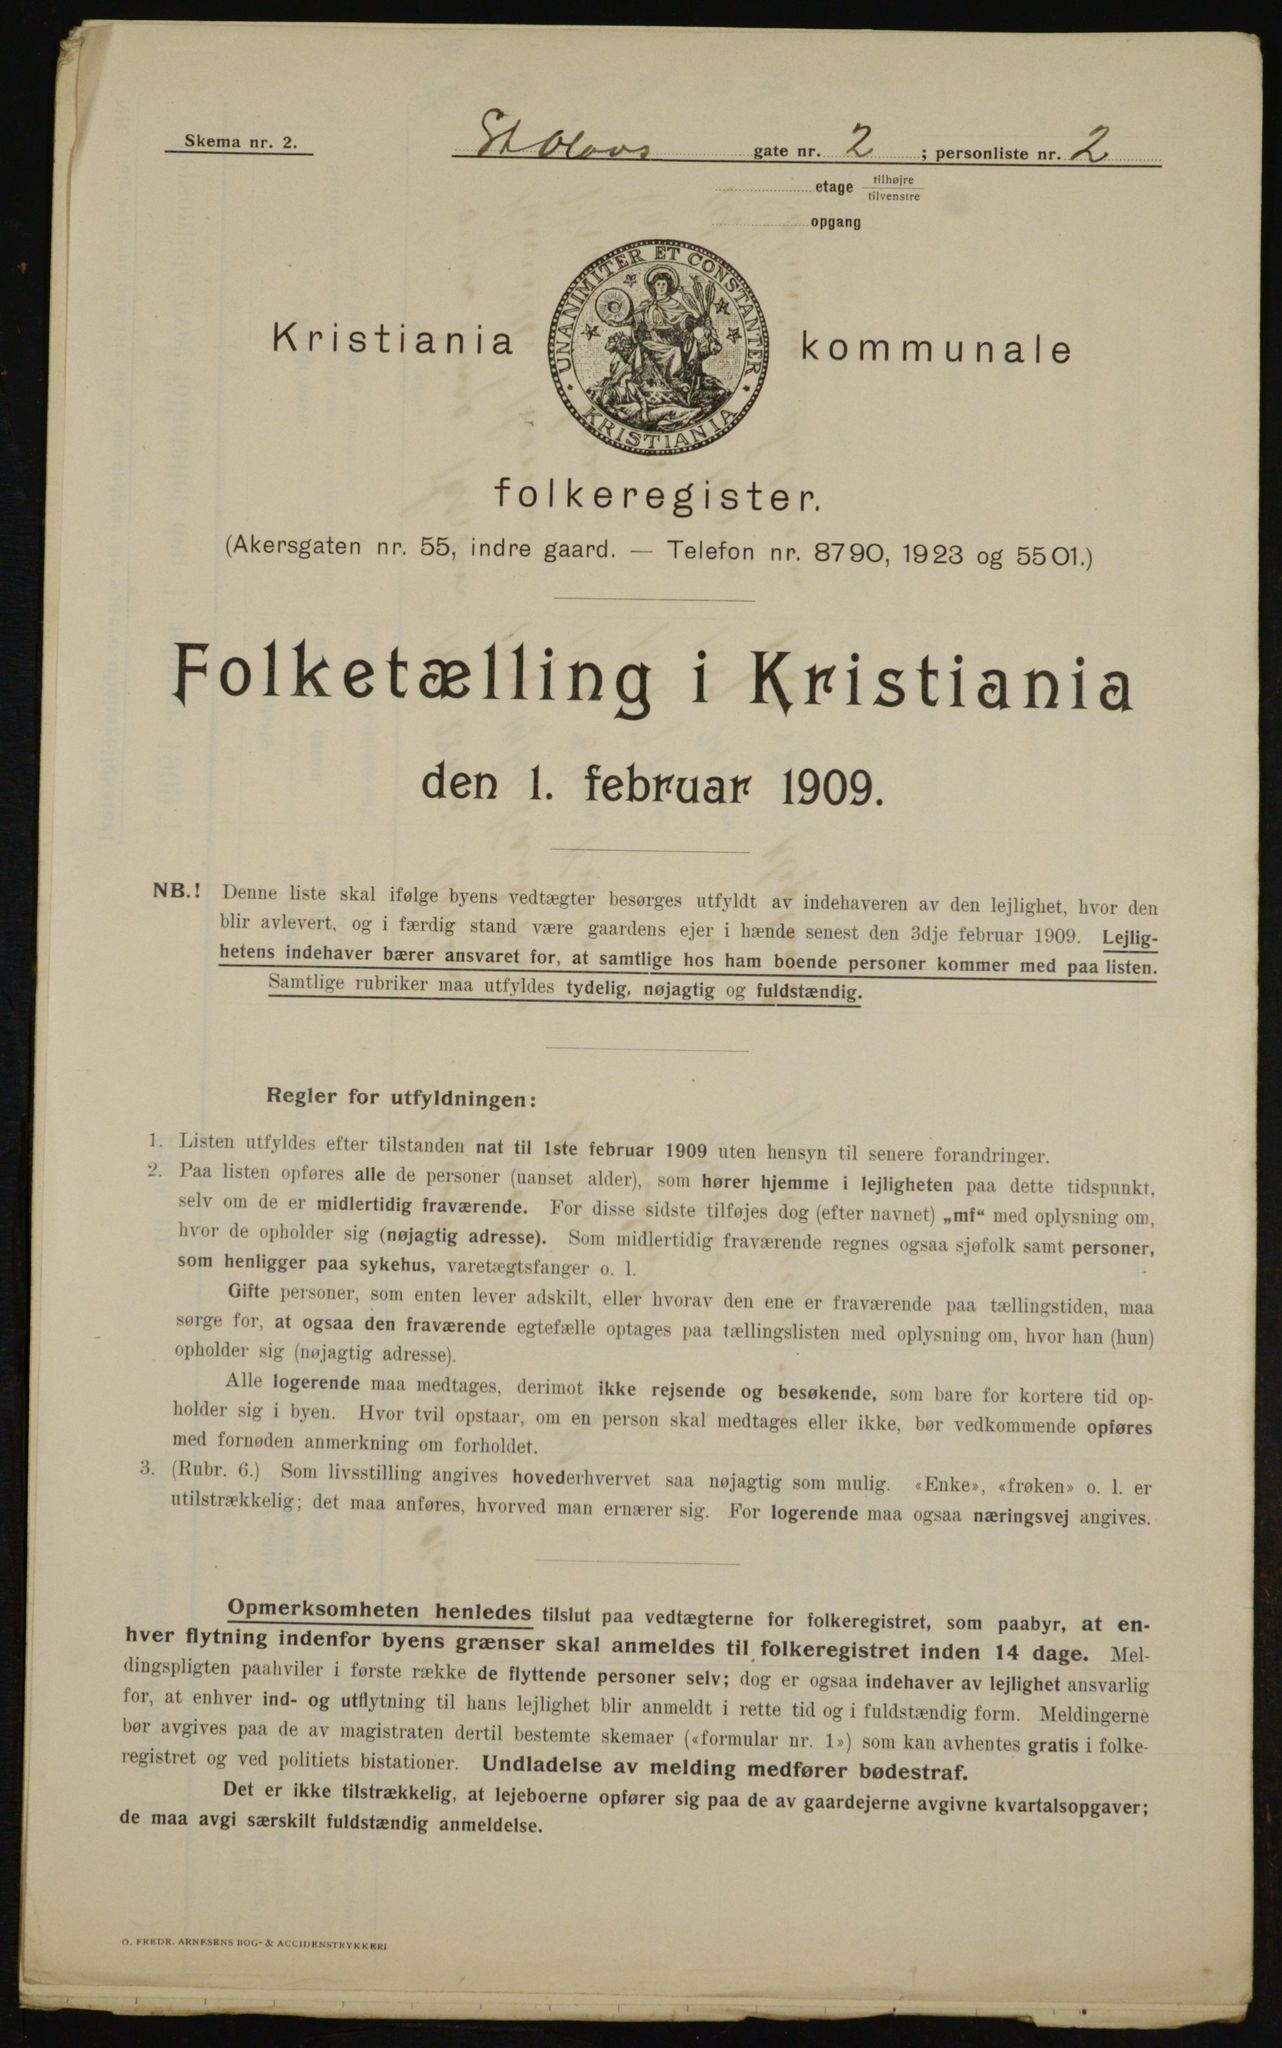 Skema nr. 2.
St Olavs gate nr. 2 ; personliste nr. 2
etage tilhøjre
tilvenstre
opgang
UNANIMITER ET CONSTANTER
KRISTIANIA
Kristiania kommunale
folkeregister.
(Akersgaten nr. 55, indre gaard. — Telefon nr. 8790, 1923 og 5501.)
Folketælling i Kristiania
den 1. februar 1909.
NB.! Denne liste skal ifølge byens vedtægter besørges utfyldt av indehaveren av den lejlighet, hvor den
blir avlevert, og i færdig stand være gaardens ejer i hænde senest den 3dje februar 1909. Lejlig-
hetens indehaver bærer ansvaret for, at samtlige hos ham boende personer kommer med paa listen.
Samtlige rubriker maa utfyldes tydelig, nøjagtig og fuldstændig.
Regler for utfyldningen:
1. Listen utfyldes efter tilstanden nat til 1ste februar 1909 uten hensyn til senere forandringer.
2. Paa listen opføres alle de personer (uanset alder), som hører hjemme i lejligheten paa dette tidspunkt,
selv om de er midlertidig fraværende. For disse sidste tilføjes dog (efter navnet) „mf“ med oplysning om,
hvor de opholder sig (nøjagtig adresse). Som midlertidig fraværende regnes ogsaa sjøfolk samt personer,
som henligger paa sykehus, varetægtsfanger o. l.
Gifte personer, som enten lever adskilt, eller hvorav den ene er fraværende paa tællingstiden, maa
sørge for, at ogsaa den fraværende egtefælle optages paa tællingslisten med oplysning om, hvor han (hun)
opholder sig (nøjagtig adresse).
Alle logerende maa medtages, derimot ikke rejsende og besøkende, som bare for kortere tid op-
holder sig i byen. Hvor tvil opstaar, om en person skal medtages eller ikke, bør vedkommende opføres
med fornøden anmerkning om forholdet.
3. (Rubr. 6.) Som livsstilling angives hovederhvervet saa nøjagtig som mulig. «Enke», «frøken» o. l. er
utilstrækkelig; det maa anføres, hvorved man ernærer sig. For logerende maa ogsaa næringsvej angives.
Opmerksomheten henledes tilslut paa vedtægterne for folkeregistret, som paabyr, at en-
hver flytning indenfor byens grænser skal anmeldes til folkeregistret inden 14 dage. Mel-
dingspligten paahviler i første række de flyttende personer selv; dog er ogsaa indehaver av lejlighet ansvarlig
for, at enhver ind- og utflytning til hans lejlighet blir anmeldt i rette tid og i fuldstændig form. Meldingerne
bør avgives paa de av magistraten dertil bestemte skemaer («formular nr. 1») som kan avhentes gratis i folke-
registret og ved politiets bistationer. Undladelse av melding medfører bødestraf.
Det er ikke tilstrækkelig, at lejeboerne opfører sig paa de av gaardejerne avgivne kvartalsopgaver;
de maa avgi særskilt fuldstændig anmeldelse.
O. FREDR. ARNESENS BOG- & ACCIDENSTRYKKERI